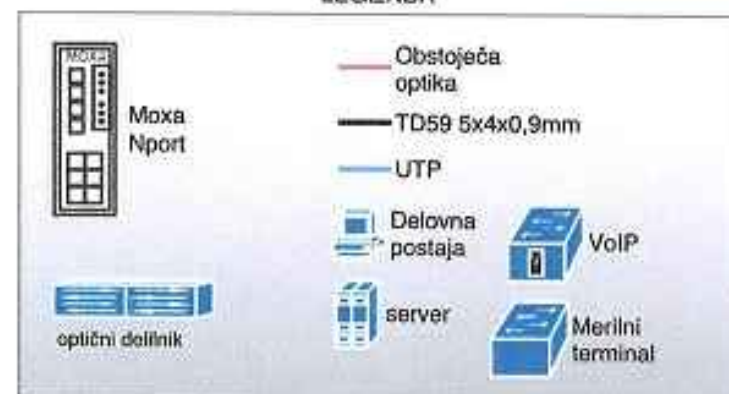 MOXA
Moxa
Nport
optični delilnik
Obstoječa
optika
TD59 5x4x0,9mm
UTP
Delovna
postaja
VoIP
server
Merilni
terminal